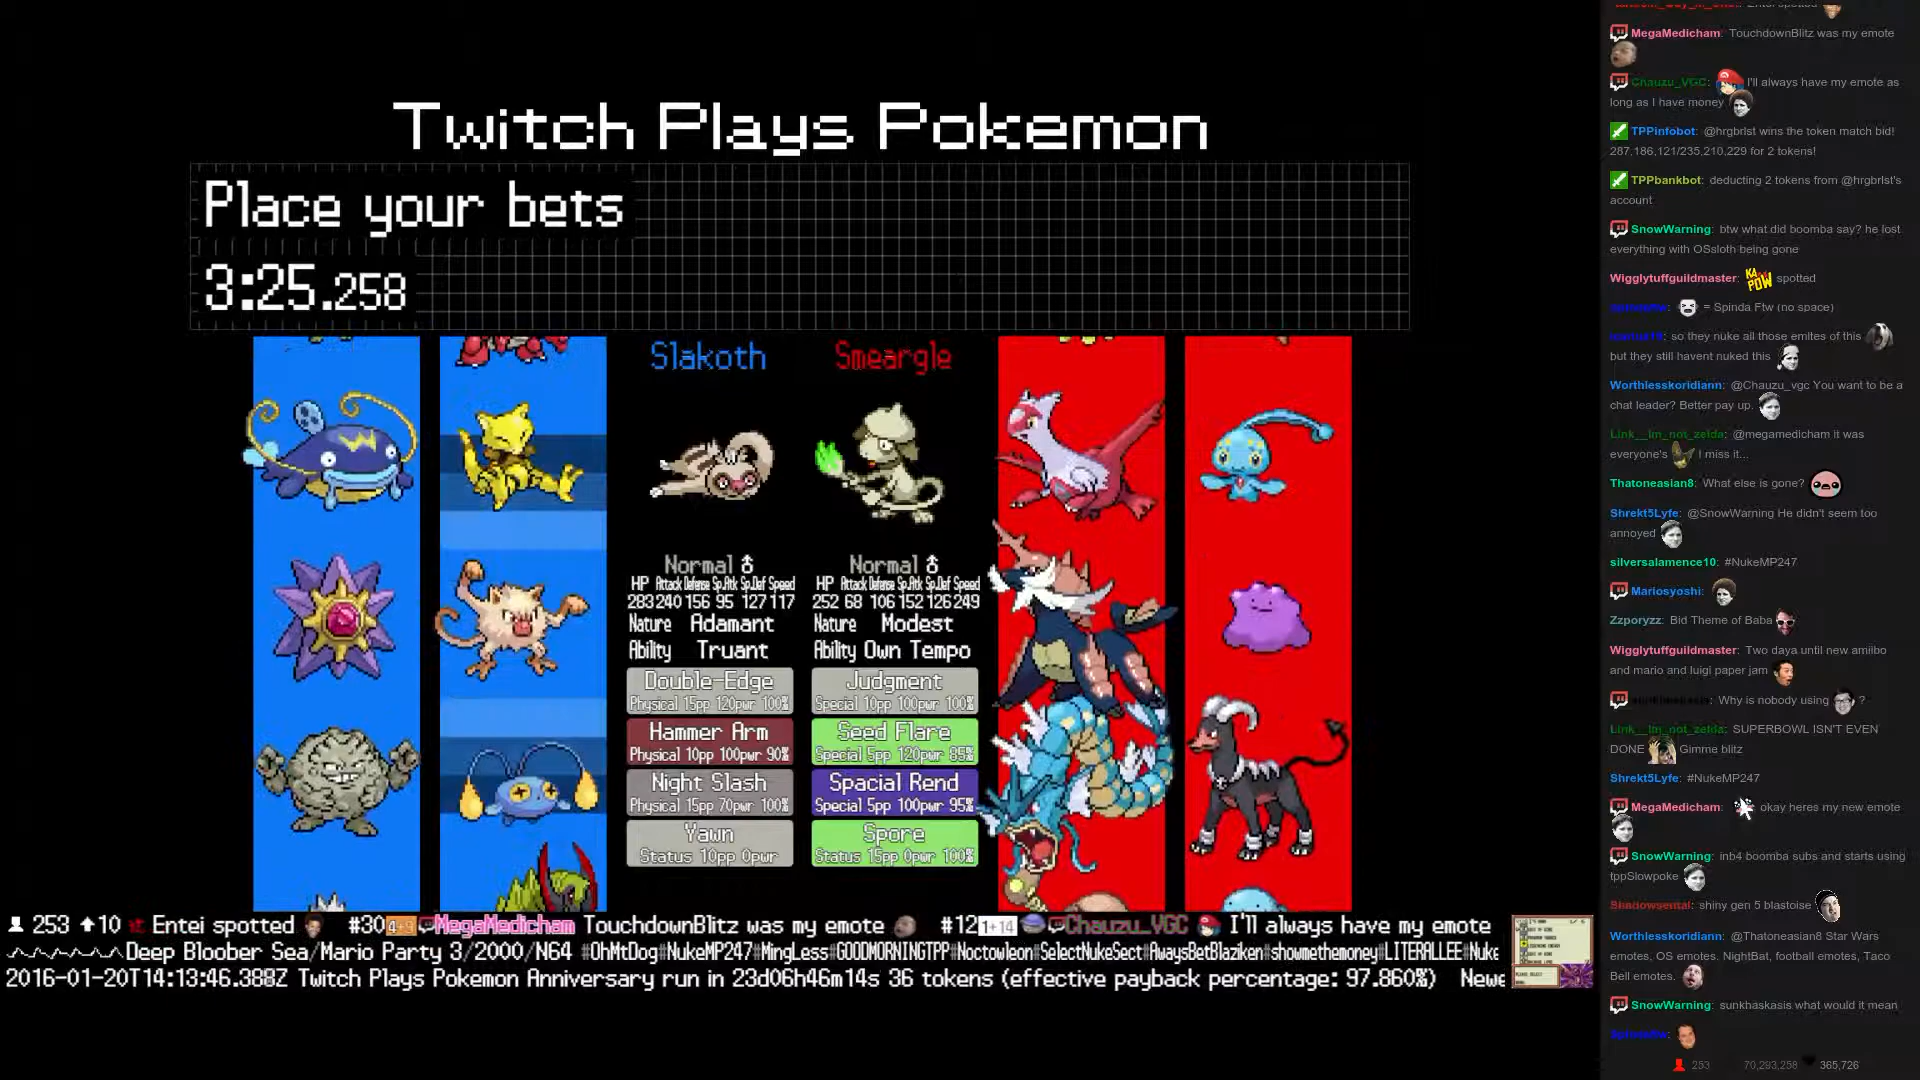 Twitch Plays Pokemon
Place your bets
3:25.258
Slakoth
Smeargle
Normal ♂
HP Attack Defense Sp.Atk Sp.Def Speed
283 240 156 95 127 117
Nature Adamant
Ability Truant
Double-Edge
Physical 15pp 120pwr 100%
Hammer Arm
Physical 10pp 100pwr 90%
Night Slash
Physical 15pp 70pwr 100%
Yawn
Status 10pp 0pwr
Normal ♂
HP Attack Defense Sp.Atk Sp.Def Speed
252 68 106 152 126 249
Nature Modest
Ability Own Tempo
Judgment
Special 10pp 100pwr 100%
Seed Flare
Special 5pp 120pwr 85%
Spacial Rend
Special 5pp 100pwr 95%
Spore
Status 15pp 0pwr 100%
253 10 Entei spotted #30 4+9 MegaMedicham TouchdownBlitz was my emote #12 1+14 Chauzu_VGC I'll always have my emote
Deep Bloober Sea/Mario Party 3/2000/N64 #OhMtDog#NukeMP247#MingLess#GOODMORNINGTPP#Noctowleon#SelectNukeSect#AwaysBetBlaziken#showmethemoney#LITERALLEE#Nuke
2016-01-20T14:13:46.388Z Twitch Plays Pokemon Anniversary run in 23d06h46m14s 36 tokens (effective payback percentage: 97.860%) Newe
MegaMedicham: TouchdownBlitz was my emote
Chauzu_VGC: I'll always have my emote as
long as I have money
TPPinfobot: @hrgbrlst wins the token match bid!
287,186,121/235,210,229 for 2 tokens!
TPPbankbot: deducting 2 tokens from @hrgbrlst's
account
SnowWarning: btw what did boomba say? he lost
everything with OSsloth being gone
Wigglytuffguildmaster: KAPOW spotted
= Spinda Ftw (no space)
so they nuke all those emites of this
but they still havent nuked this
Worthlesskoridiann: @Chauzu_vgc You want to be a
chat leader? Better pay up.
Link__Im_not_zelda: @megamedicham it was
everyone's I miss it...
Thatoneasian8: What else is gone?
Shrekt5Lyfe: @SnowWarning He didn't seem too
annoyed
silversalamence10: #NukeMP247
Mariosyoshi:
Zzporyzz: Bid Theme of Baba
Wigglytuffguildmaster: Two daya until new amiibo
and mario and luigi paper jam
Why is nobody using ?
Link__Im_not_zelda: SUPERBOWL ISN'T EVEN
DONE Gimme blitz
Shrekt5Lyfe: #NukeMP247
MegaMedicham: okay heres my new emote
SnowWarning: inb4 boomba subs and starts using
tppSlowpoke
Shadowsental: shiny gen 5 blastoise
Worthlesskoridiann: @Thatoneasian8 Star Wars
emotes, OS emotes. NightBat, football emotes, Taco
Bell emotes.
SnowWarning: sunkhaskasis what would it mean
253 70,293,258 365,726